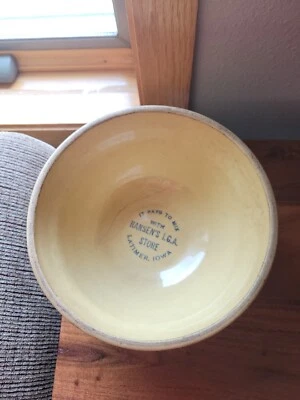 IT PAYS TO MIX
WITH
HANSEN'S I.G.A.
STORE
LATIMER, IOWA